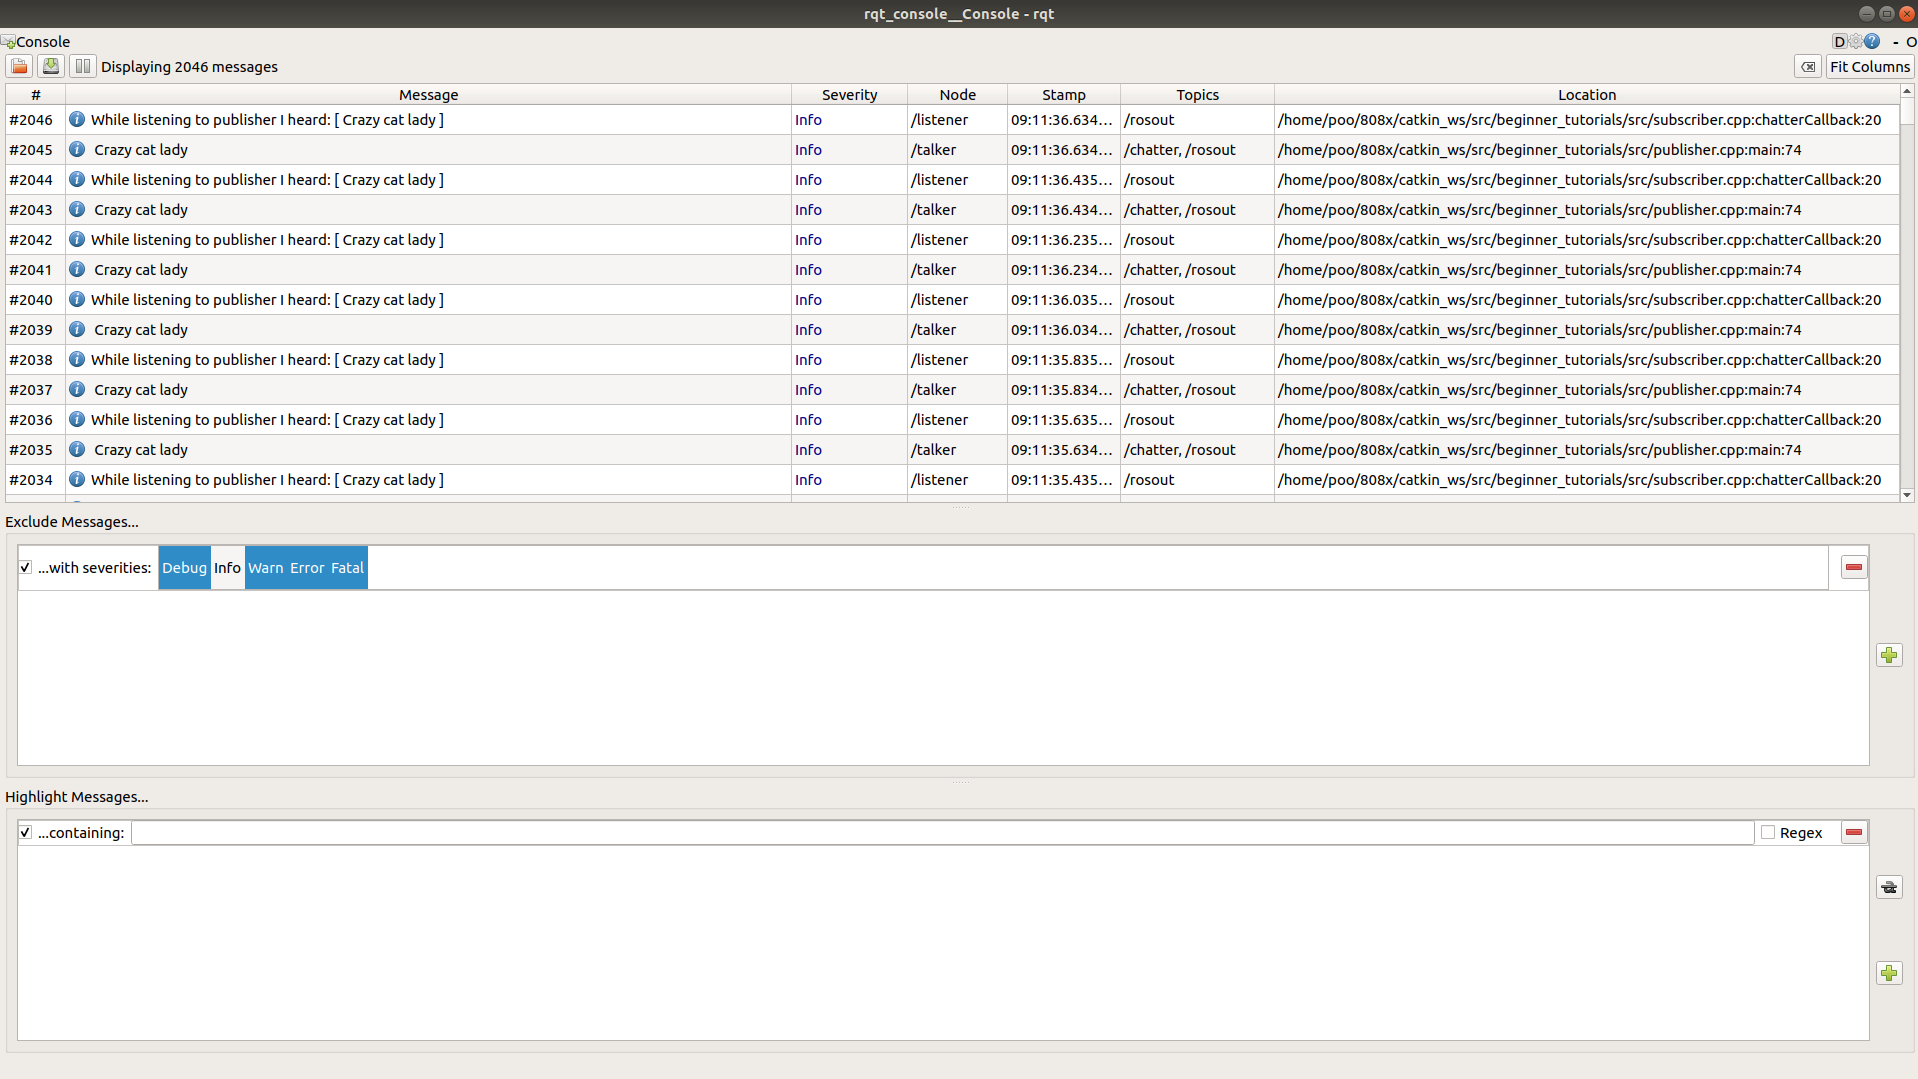 rqt_console__Console - rqt
Console D ? - O
Displaying 2046 messages Fit Columns
# Message Severity Node Stamp Topics Location
#2046 While listening to publisher I heard: [ Crazy cat lady ] Info /listener 09:11:36.634... /rosout /home/poo/808x/catkin_ws/src/beginner_tutorials/src/subscriber.cpp:chatterCallback:20
#2045 Crazy cat lady Info /talker 09:11:36.634... /chatter, /rosout /home/poo/808x/catkin_ws/src/beginner_tutorials/src/publisher.cpp:main:74
#2044 While listening to publisher I heard: [ Crazy cat lady ] Info /listener 09:11:36.435... /rosout /home/poo/808x/catkin_ws/src/beginner_tutorials/src/subscriber.cpp:chatterCallback:20
#2043 Crazy cat lady Info /talker 09:11:36.434... /chatter, /rosout /home/poo/808x/catkin_ws/src/beginner_tutorials/src/publisher.cpp:main:74
#2042 While listening to publisher I heard: [ Crazy cat lady ] Info /listener 09:11:36.235... /rosout /home/poo/808x/catkin_ws/src/beginner_tutorials/src/subscriber.cpp:chatterCallback:20
#2041 Crazy cat lady Info /talker 09:11:36.234... /chatter, /rosout /home/poo/808x/catkin_ws/src/beginner_tutorials/src/publisher.cpp:main:74
#2040 While listening to publisher I heard: [ Crazy cat lady ] Info /listener 09:11:36.035... /rosout /home/poo/808x/catkin_ws/src/beginner_tutorials/src/subscriber.cpp:chatterCallback:20
#2039 Crazy cat lady Info /talker 09:11:36.034... /chatter, /rosout /home/poo/808x/catkin_ws/src/beginner_tutorials/src/publisher.cpp:main:74
#2038 While listening to publisher I heard: [ Crazy cat lady ] Info /listener 09:11:35.835... /rosout /home/poo/808x/catkin_ws/src/beginner_tutorials/src/subscriber.cpp:chatterCallback:20
#2037 Crazy cat lady Info /talker 09:11:35.834... /chatter, /rosout /home/poo/808x/catkin_ws/src/beginner_tutorials/src/publisher.cpp:main:74
#2036 While listening to publisher I heard: [ Crazy cat lady ] Info /listener 09:11:35.635... /rosout /home/poo/808x/catkin_ws/src/beginner_tutorials/src/subscriber.cpp:chatterCallback:20
#2035 Crazy cat lady Info /talker 09:11:35.634... /chatter, /rosout /home/poo/808x/catkin_ws/src/beginner_tutorials/src/publisher.cpp:main:74
#2034 While listening to publisher I heard: [ Crazy cat lady ] Info /listener 09:11:35.435... /rosout /home/poo/808x/catkin_ws/src/beginner_tutorials/src/subscriber.cpp:chatterCallback:20
Exclude Messages...
...with severities: Debug Info Warn Error Fatal
Highlight Messages...
...containing: Regex